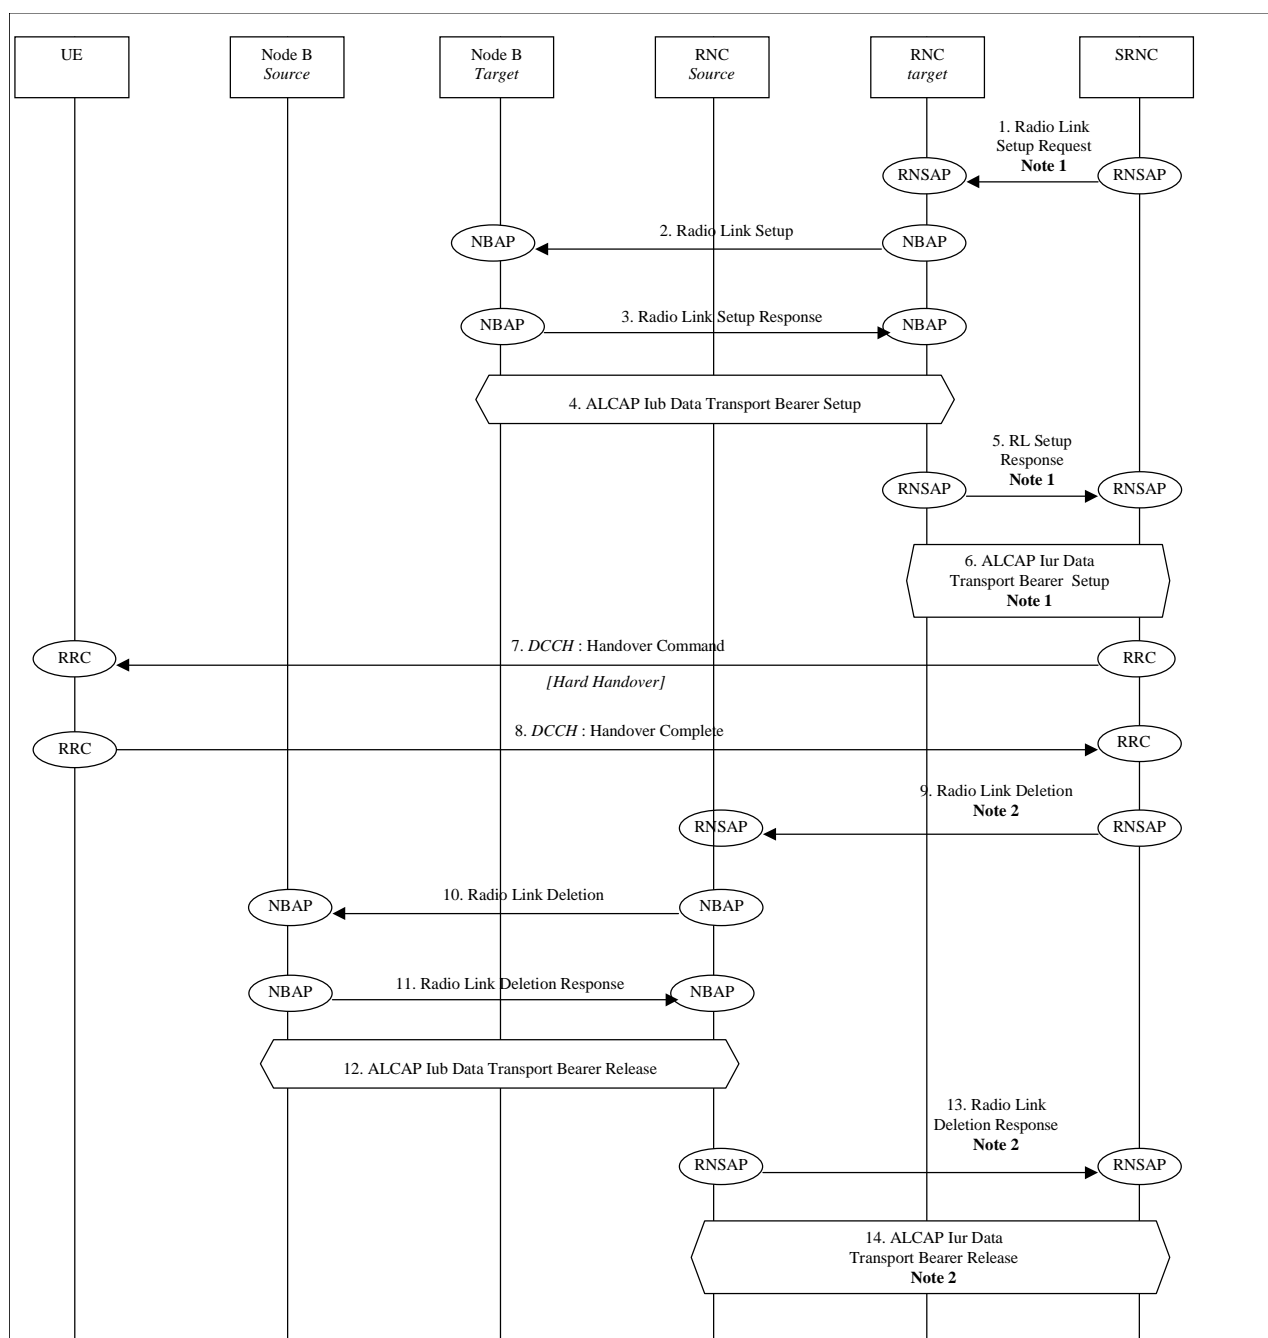 UE
Node B
Source
Node B
Target
RNC
Source
RNC
target
SRNC
1. Radio Link
Setup Request
Note 1
RNSAP
RNSAP
2. Radio Link Setup
NBAP
NBAP
3. Radio Link Setup Response
NBAP
NBAP
4. ALCAP Iub Data Transport Bearer Setup
5. RL Setup
Response
Note 1
RNSAP
RNSAP
6. ALCAP Iur Data
Transport Bearer Setup
Note 1
7. DCCH : Handover Command
RRC
RRC
[Hard Handover]
8. DCCH : Handover Complete
RRC
RRC
9. Radio Link Deletion
Note 2
RNSAP
RNSAP
10. Radio Link Deletion
NBAP
NBAP
11. Radio Link Deletion Response
NBAP
NBAP
12. ALCAP Iub Data Transport Bearer Release
13. Radio Link
Deletion Response
Note 2
RNSAP
RNSAP
14. ALCAP Iur Data
Transport Bearer Release
Note 2